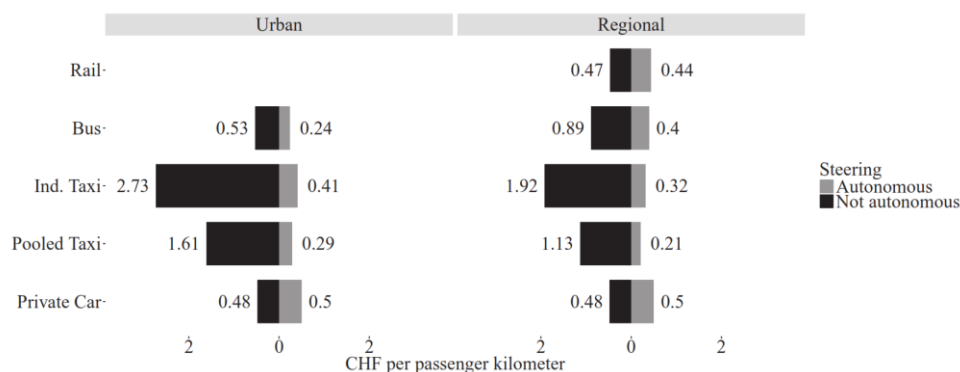 Urban Regional
Rail 0.47 0.44
Bus 0.53 0.24 0.89 0.4
Ind. Taxi 2.73 0.41 1.92 0.32
Pooled Taxi 1.61 0.29 1.13 0.21
Private Car 0.48 0.5 0.48 0.5
2 0 2 2 0 2
CHF per passenger kilometer
Steering
Autonomous
Not autonomous